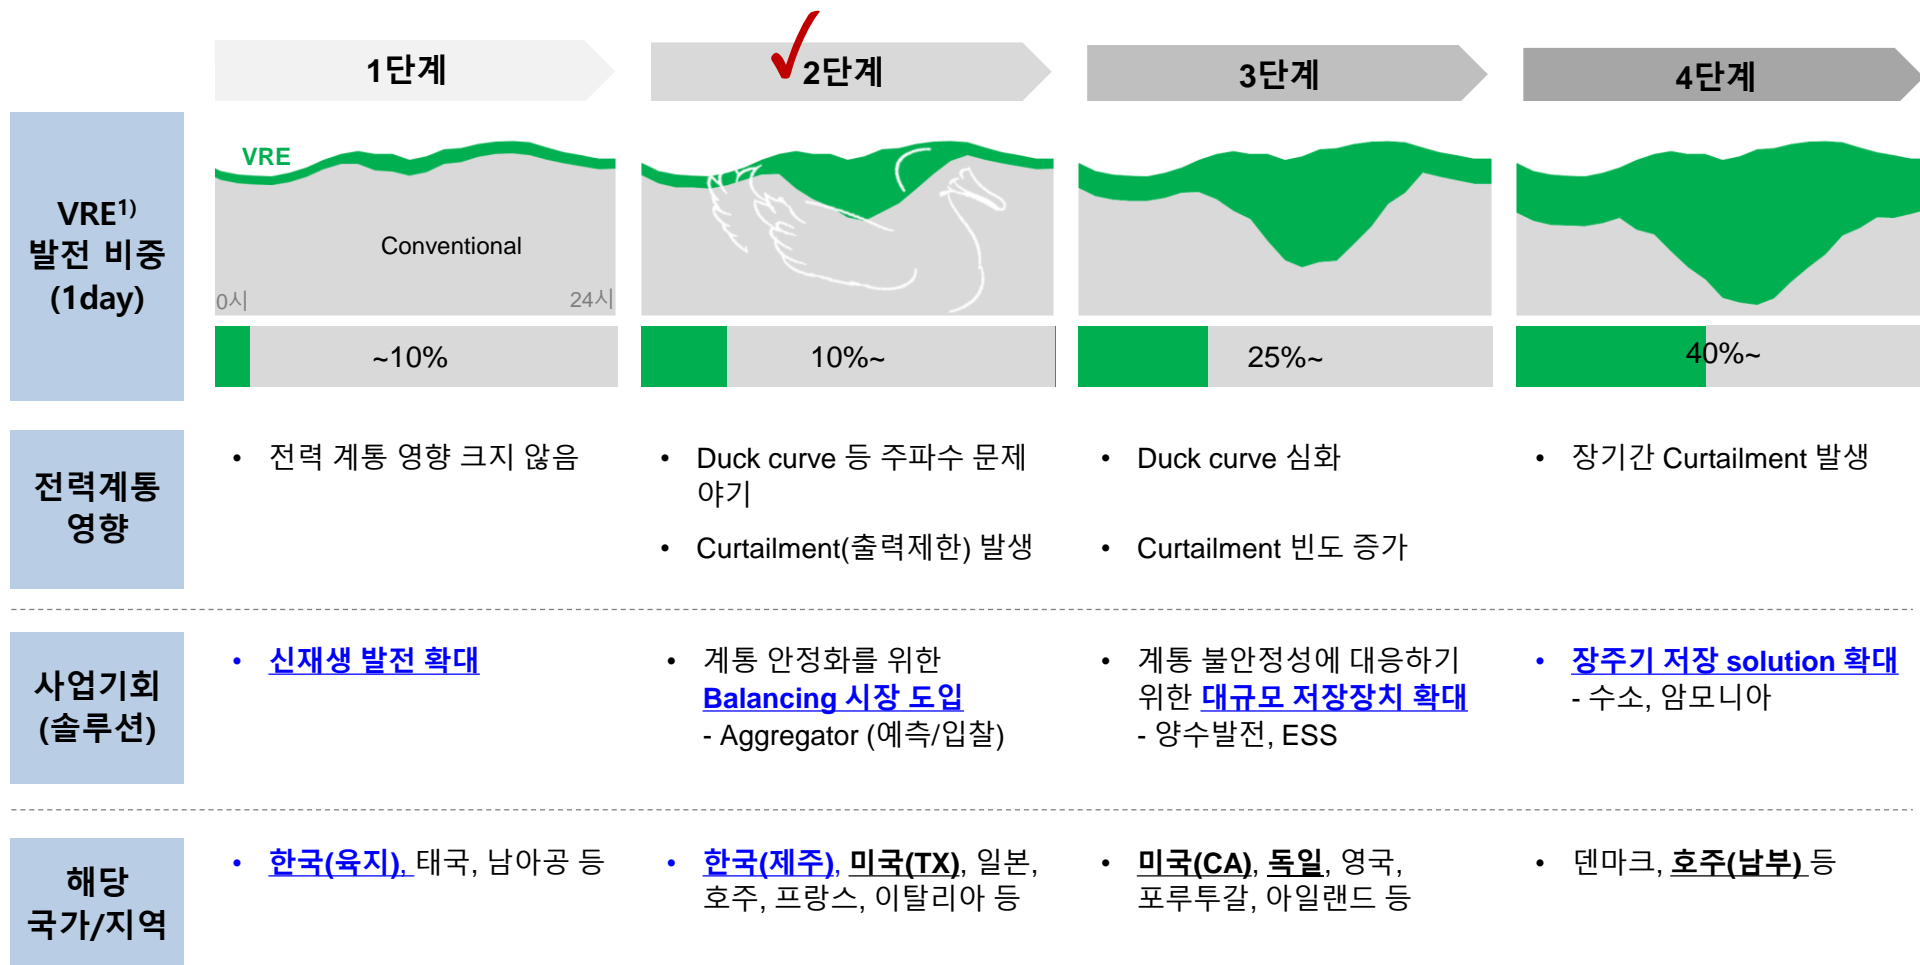 1단계
2단계
3단계
4단계
VRE1)
발전 비중
(1day)
VRE
Conventional
0시
24시
~10%
10%~
25%~
40%~
전력계통
영향
• 전력 계통 영향 크지 않음
• Duck curve 등 주파수 문제
야기
• Curtailment(출력제한) 발생
• Duck curve 심화
• Curtailment 빈도 증가
• 장기간 Curtailment 발생
사업기회
(솔루션)
• 신재생 발전 확대
• 계통 안정화를 위한
Balancing 시장 도입
- Aggregator (예측/입찰)
• 계통 불안정성에 대응하기
위한 대규모 저장장치 확대
- 양수발전, ESS
• 장주기 저장 solution 확대
- 수소, 암모니아
해당
국가/지역
• 한국(육지), 태국, 남아공 등
• 한국(제주), 미국(TX), 일본,
호주, 프랑스, 이탈리아 등
• 미국(CA), 독일, 영국,
포루투갈, 아일랜드 등
• 덴마크, 호주(남부) 등